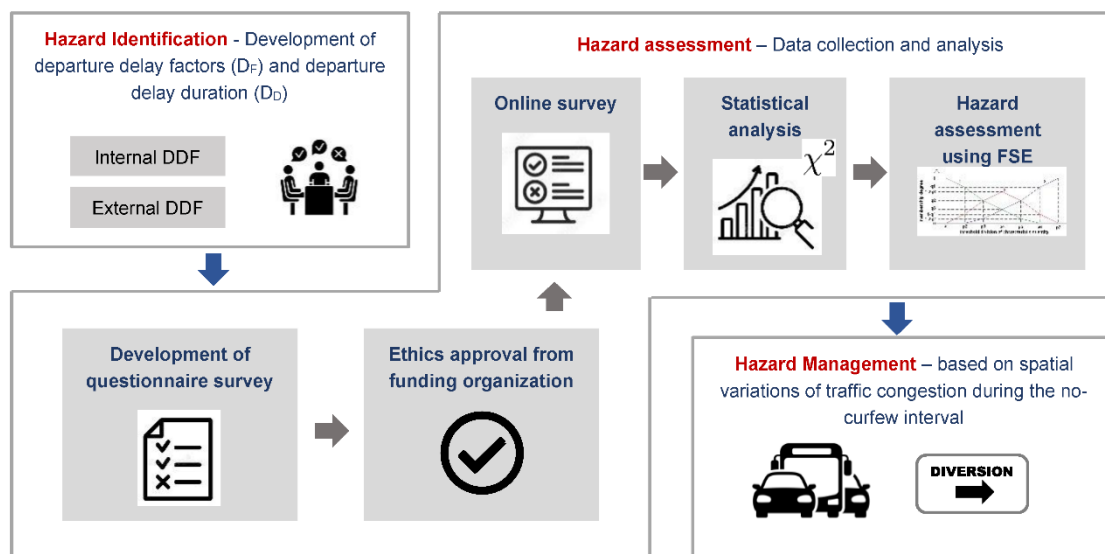 Hazard Identification - Development of
departure delay factors (DF) and departure
delay duration (DD)
Internal DDF
External DDF
Hazard assessment – Data collection and analysis
Online survey
Statistical
analysis
χ2
Hazard
assessment
using FSE
Development of
questionnaire survey
Ethics approval from
funding organization
Hazard Management – based on spatial
variations of traffic congestion during the no-
curfew interval
DIVERSION